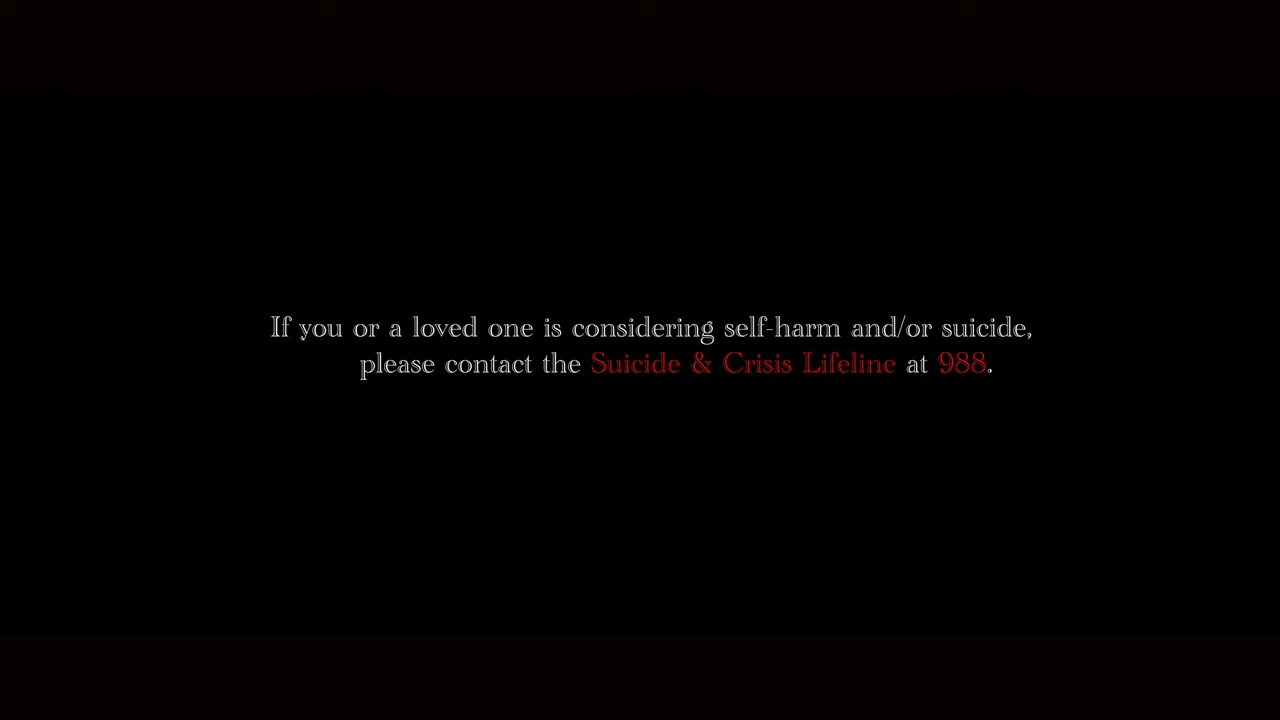 If you or a loved one is considering self-harm and/or suicide,
please contact the Suicide & Crisis Lifeline at 988.